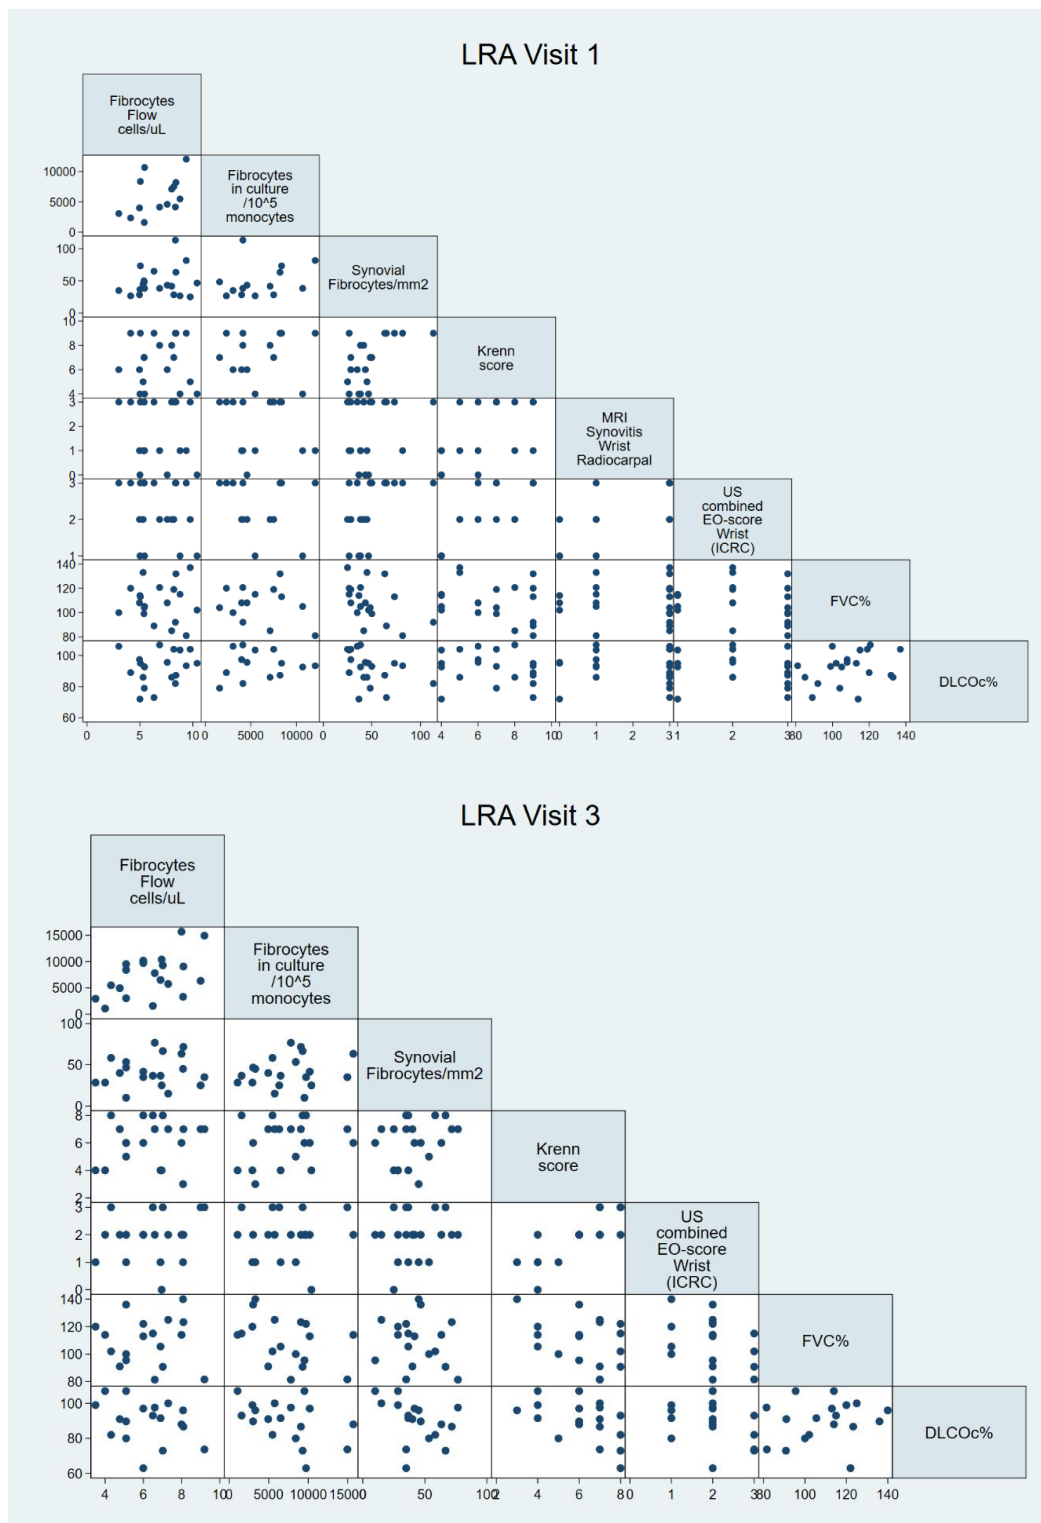 LRA Visit 1
Fibrocytes
Flow
cells/uL
10000
5000
0
Fibrocytes
in culture
/10^5
monocytes
100
50
0
Synovial
Fibrocytes/mm2
10
8
6
4
Krenn
score
3
2
1
0
MRI
Synovitis
Wrist
Radiocarpal
3
2
1
US
combined
EO-score
Wrist
(ICRC)
140
120
100
80
FVC%
100
80
60
DLCOc%
0 5 10 0 5000 10000 0 50 100 4 6 8 10 0 1 2 3 1 2 3 80 100 120 140
LRA Visit 3
Fibrocytes
Flow
cells/uL
15000
10000
5000
0
Fibrocytes
in culture
/10^5
monocytes
100
50
0
Synovial
Fibrocytes/mm2
8
6
4
2
Krenn
score
3
2
1
0
US
combined
EO-score
Wrist
(ICRC)
140
120
100
80
FVC%
100
80
60
DLCOc%
4 6 8 10 0 5000 10000 15000 0 50 100 2 4 6 8 0 1 2 3 80 100 120 140